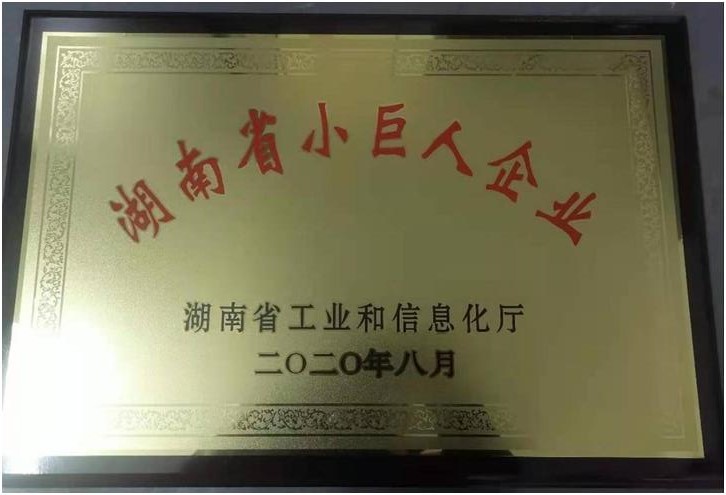 湖南省小巨人企业
湖南省工业和信息化厅
二〇二〇年八月